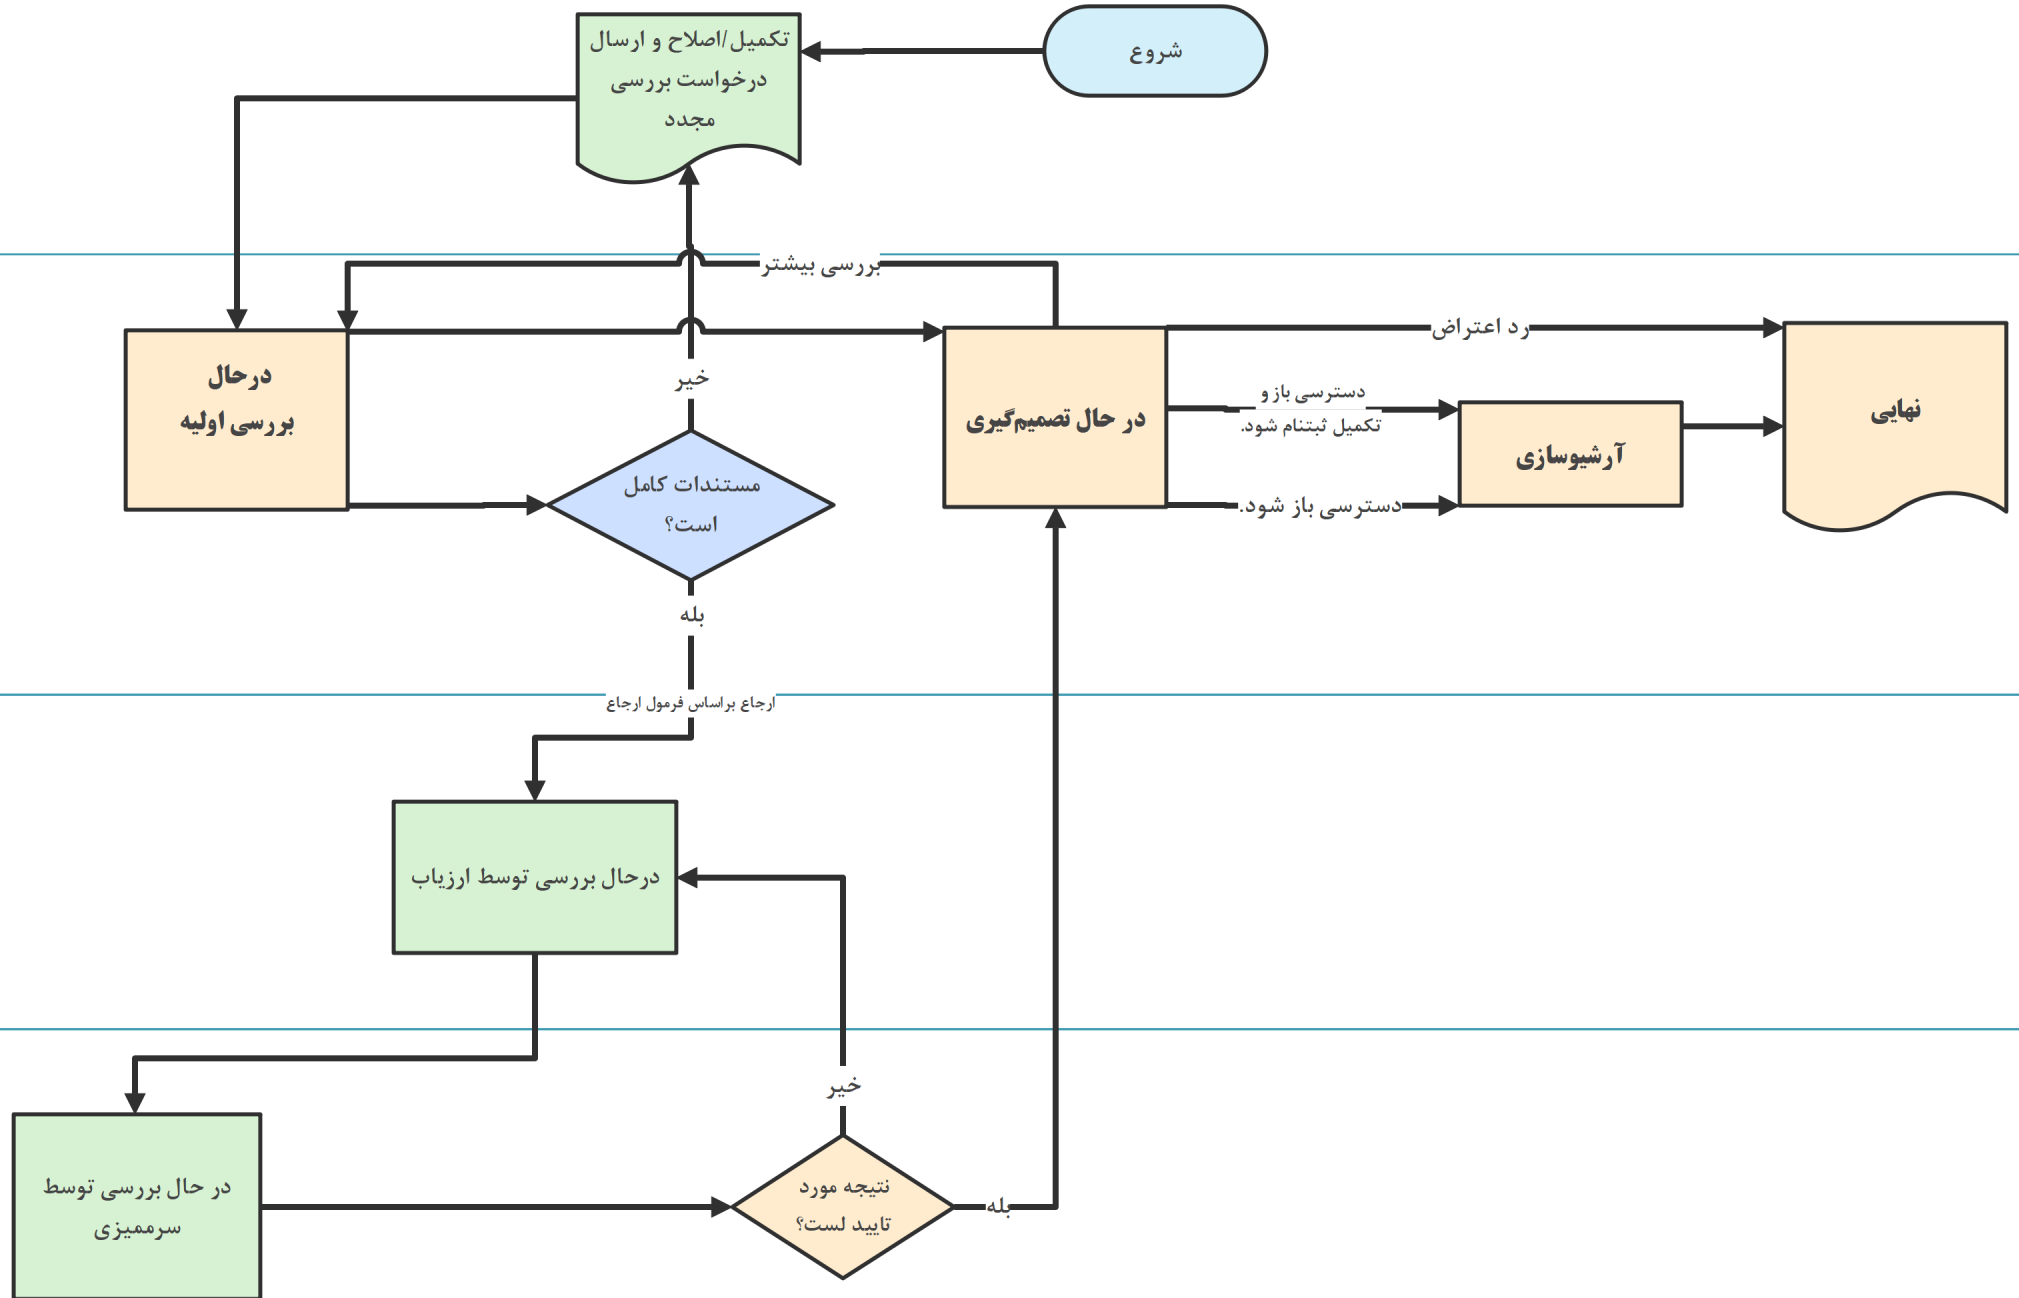 شروع
تکمیل/اصلاح و ارسال
درخواست بررسی
مجدد
بررسی بیشتر
رد اعتراض
درحال
بررسی اولیه
خیر
در حال تصمیم‌گیری
دسترسی باز و
تکمیل ثبتنام شود.
نهایی
آرشیوسازی
مستندات کامل
است؟
دسترسی باز شود.
بله
ارجاع براساس فرمول ارجاع
درحال بررسی توسط ارزیاب
خیر
در حال بررسی توسط
سرممیزی
نتیجه مورد
تایید لست؟
بله